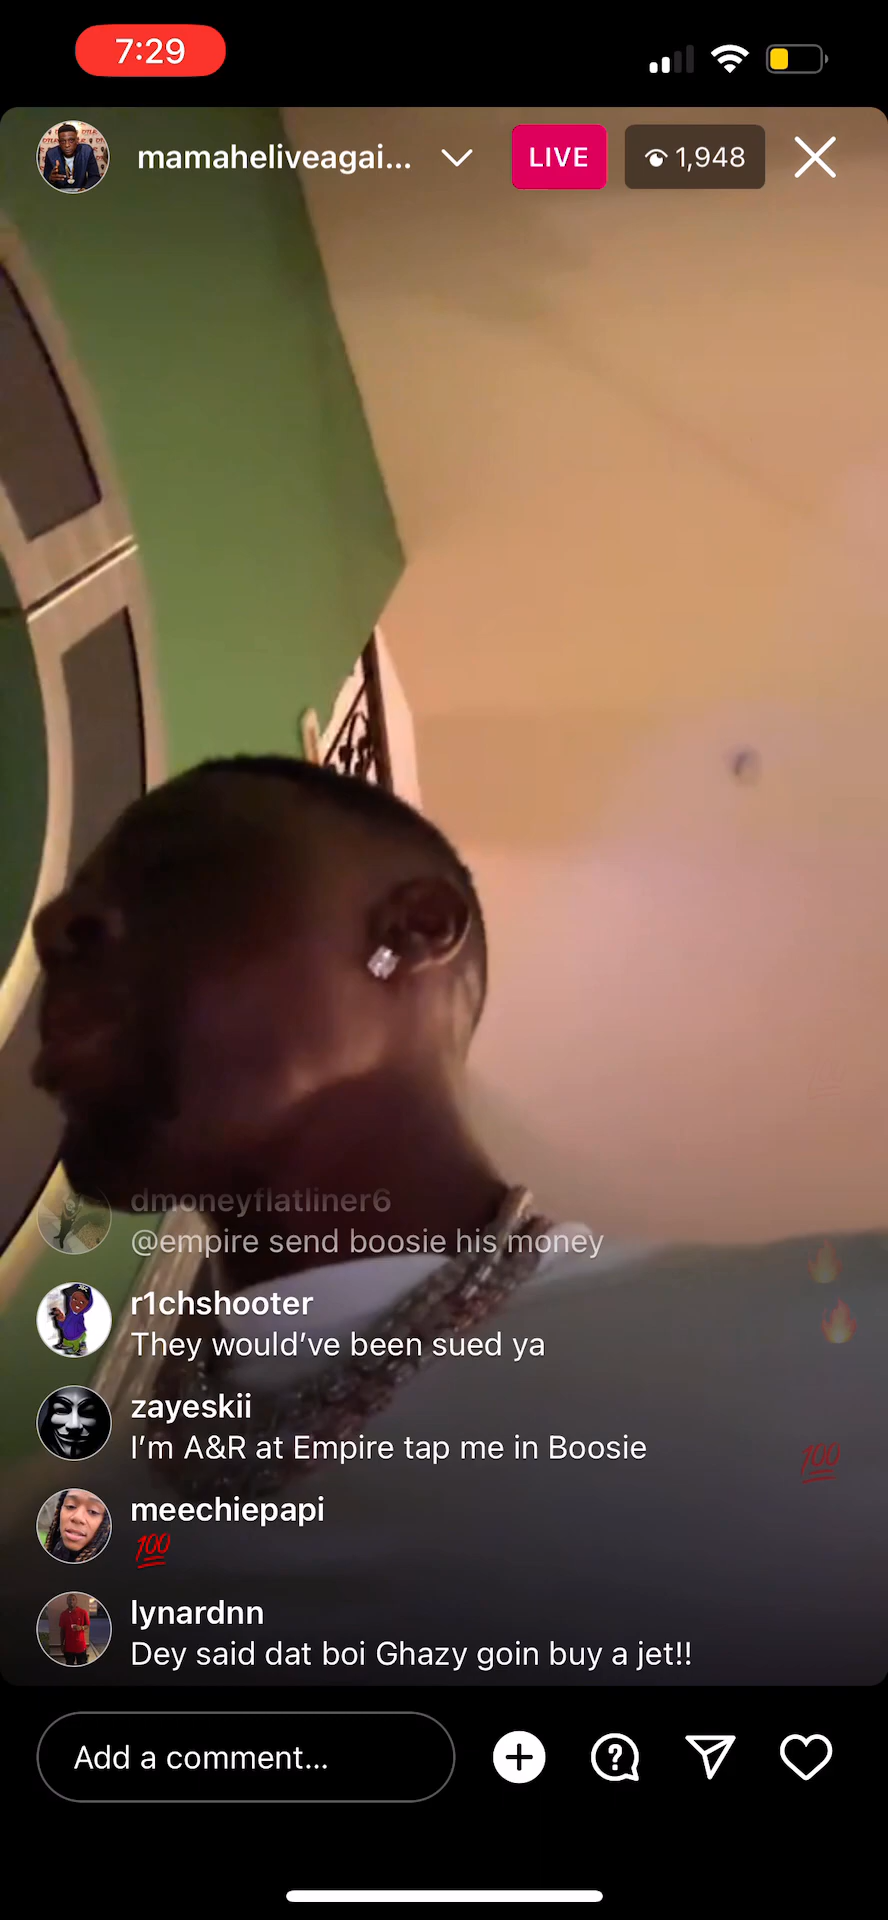 7:29
mamaheliveagai...
LIVE
1,948
dmoneyflatliner6
@empire send boosie his money
r1chshooter
They would’ve been sued ya
zayeskii
I’m A&R at Empire tap me in Boosie
meechiepapi
💯
lynardnn
Dey said dat boi Ghazy goin buy a jet!!
Add a comment...